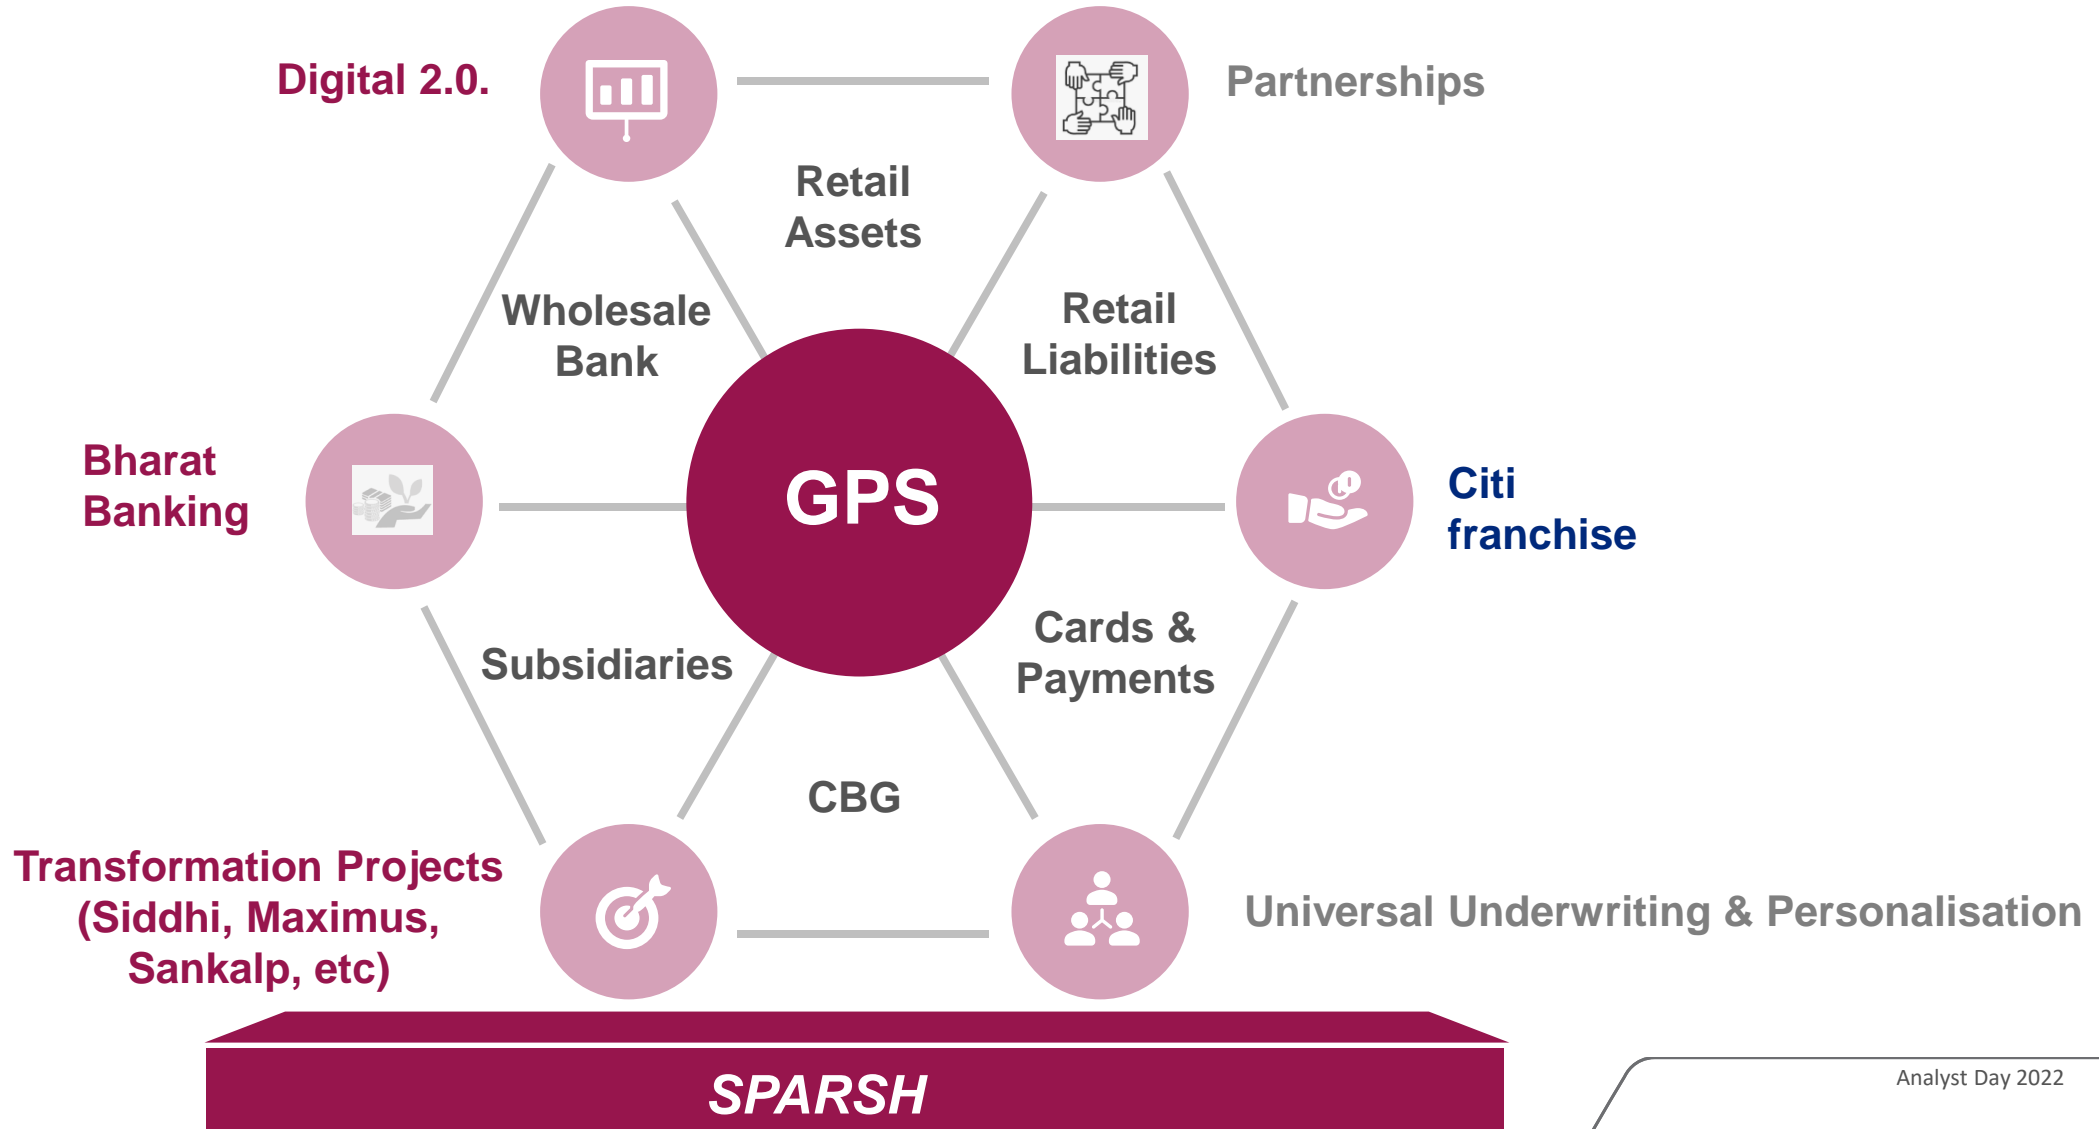 Digital 2.0.
Partnerships
Retail
Assets
Wholesale
Bank
Retail
Liabilities
Bharat
Banking
GPS
Citi
franchise
Subsidiaries
Cards &
Payments
CBG
Transformation Projects
(Siddhi, Maximus,
Sankalp, etc)
Universal Underwriting & Personalisation
SPARSH
Analyst Day 2022